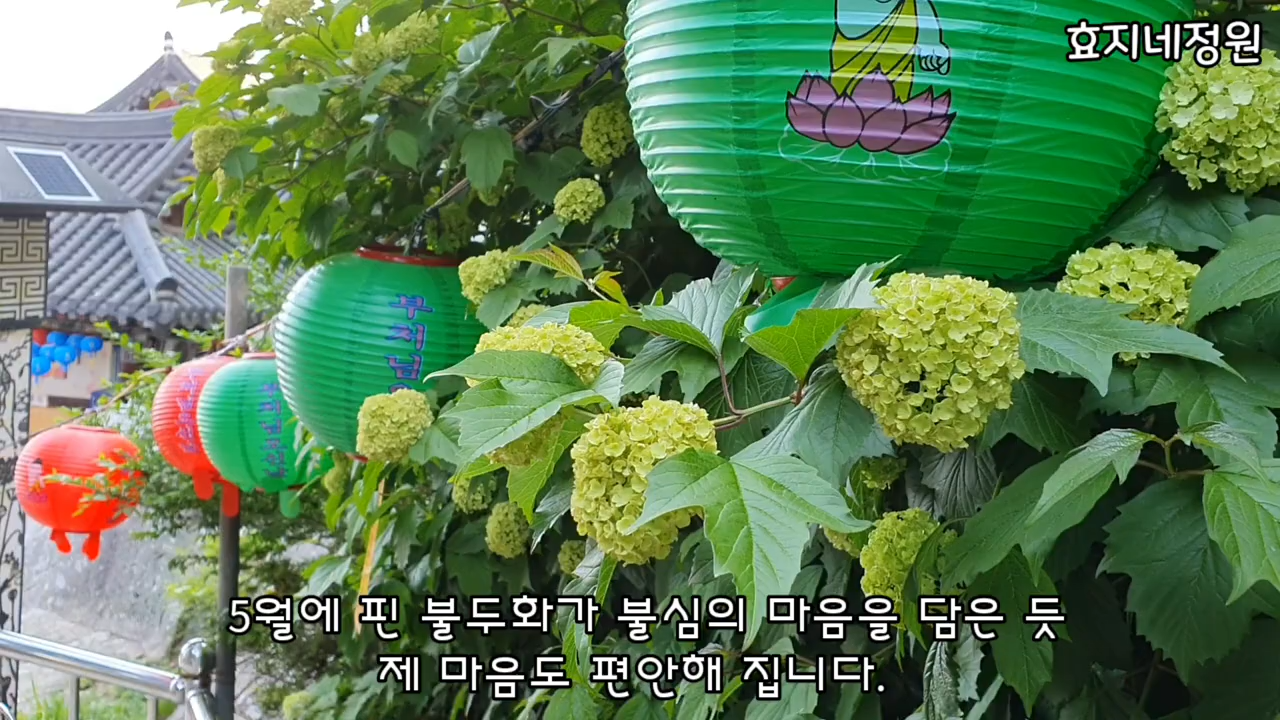 효지네정원
부처님
5월에 핀 불두화가 불심의 마음을 담은 듯
제 마음도 편안해 집니다.